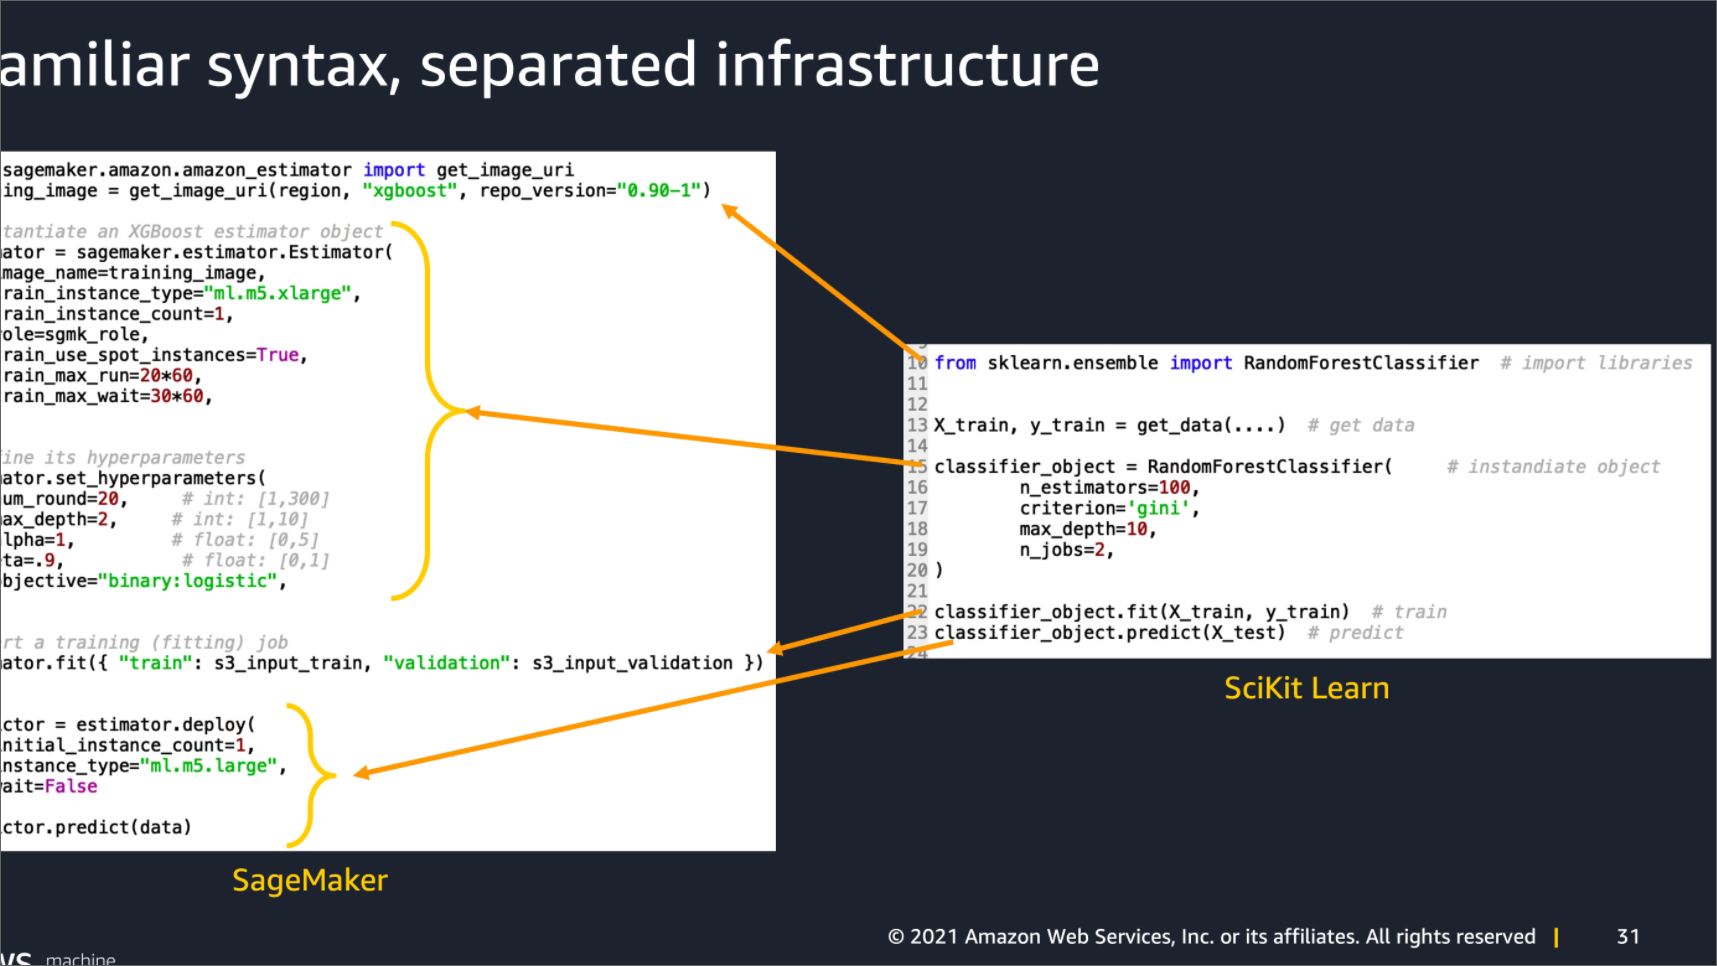 amiliar syntax, separated infrastructure
sagemaker.amazon.amazon_estimator import get_image_uri
ing_image = get_image_uri(region, "xgboost", repo_version="0.90-1")
tantiate an XGBoost estimator object
ator = sagemaker.estimator.Estimator(
mage_name=training_image,
rain_instance_type="ml.m5.xlarge",
rain_instance_count=1,
ole=sgmk_role,
rain_use_spot_instances=True,
rain_max_run=20*60,
rain_max_wait=30*60,
ine its hyperparameters
ator.set_hyperparameters(
um_round=20,     # int: [1,300]
ax_depth=2,     # int: [1,10]
lpha=1,         # float: [0,5]
ta=.9,          # float: [0,1]
bjective="binary:logistic",
rt a training (fitting) job
ator.fit({ "train": s3_input_train, "validation": s3_input_validation })
ctor = estimator.deploy(
nitial_instance_count=1,
nstance_type="ml.m5.large",
ait=False
ctor.predict(data)
SageMaker
10 from sklearn.ensemble import RandomForestClassifier  # import libraries
11
12
13 X_train, y_train = get_data(....)  # get data
14
15 classifier_object = RandomForestClassifier(     # instandiate object
16         n_estimators=100,
17         criterion='gini',
18         max_depth=10,
19         n_jobs=2,
20 )
21
22 classifier_object.fit(X_train, y_train)  # train
23 classifier_object.predict(X_test)  # predict
24
SciKit Learn
© 2021 Amazon Web Services, Inc. or its affiliates. All rights reserved | 31
ws machine